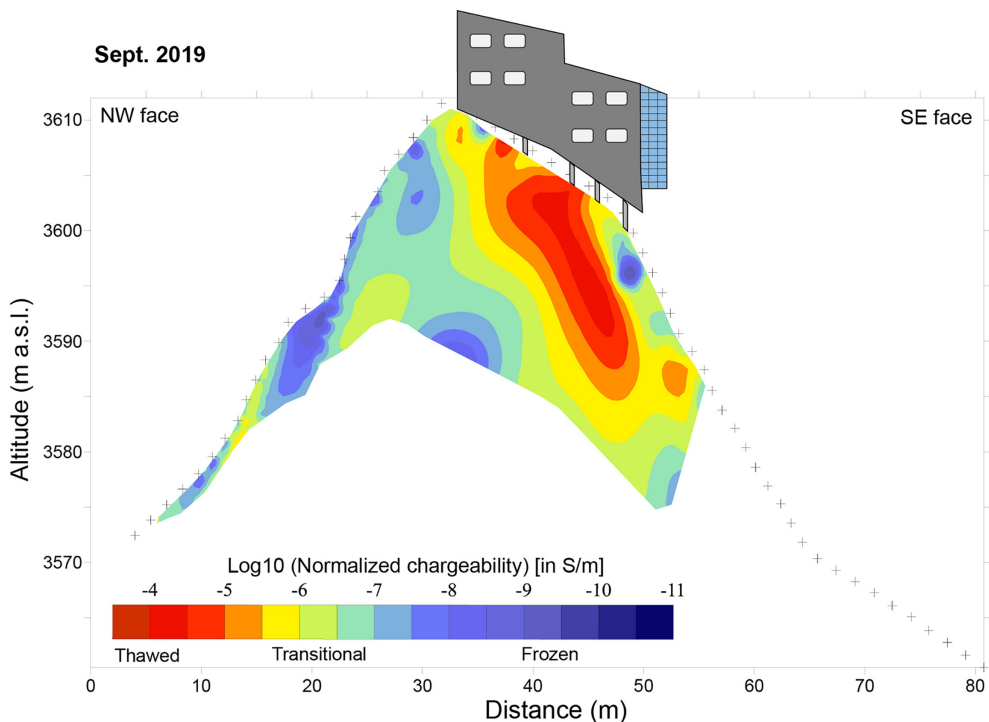 Sept. 2019
NW face
SE face
3610
3600
3590
3580
3570
Altitude (m a.s.l.)
Log10 (Normalized chargeability) [in S/m]
-4 -5 -6 -7 -8 -9 -10 -11
Thawed Transitional Frozen
0 10 20 30 40 50 60 70 80
Distance (m)